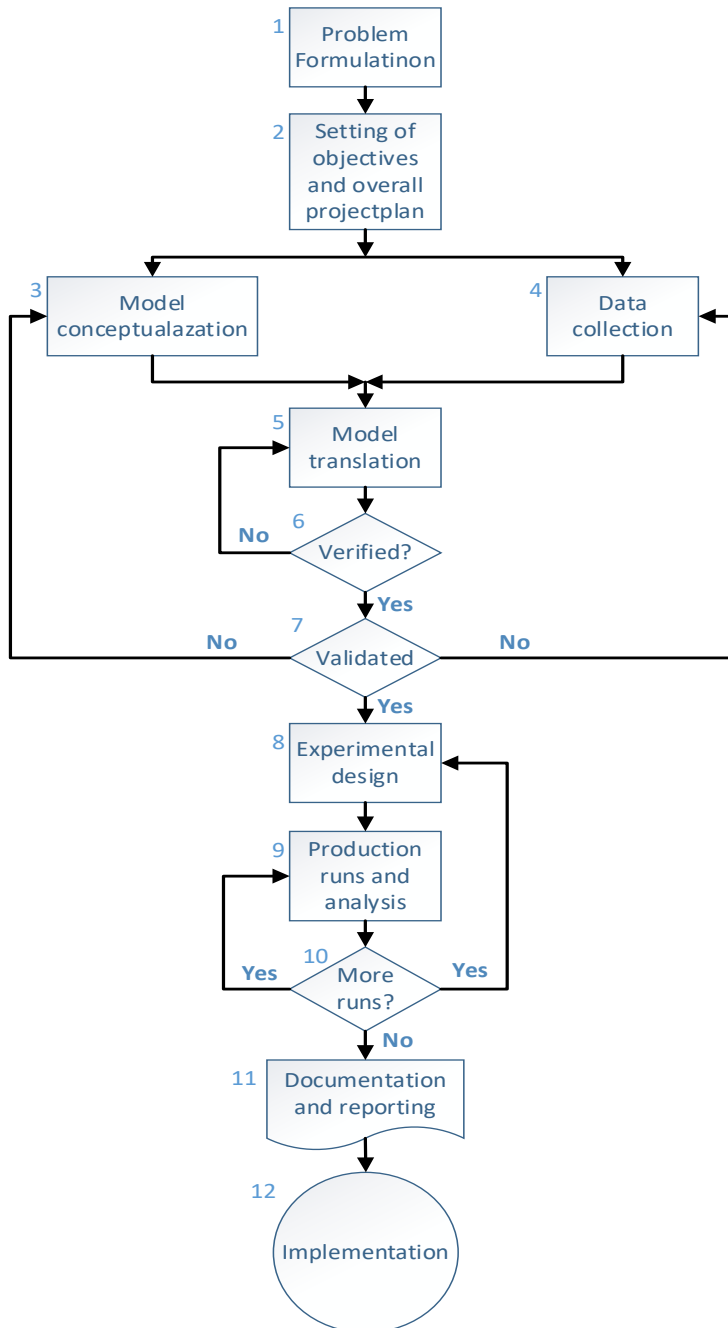 1
Problem
Formulatinon
2
Setting of
objectives
and overall
projectplan
3
Model
conceptualazation
4
Data
collection
5
Model
translation
6
Verified?
No
Yes
7
Validated
No
No
Yes
8
Experimental
design
9
Production
runs and
analysis
10
More
runs?
Yes
Yes
No
11
Documentation
and reporting
12
Implementation